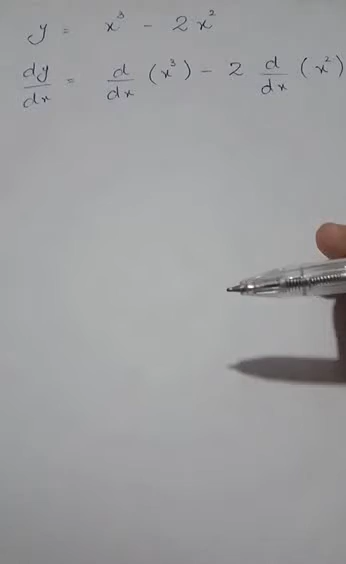 y = x³ - 2x²
dy/dx = d/dx (x³) - 2 d/dx (x²)